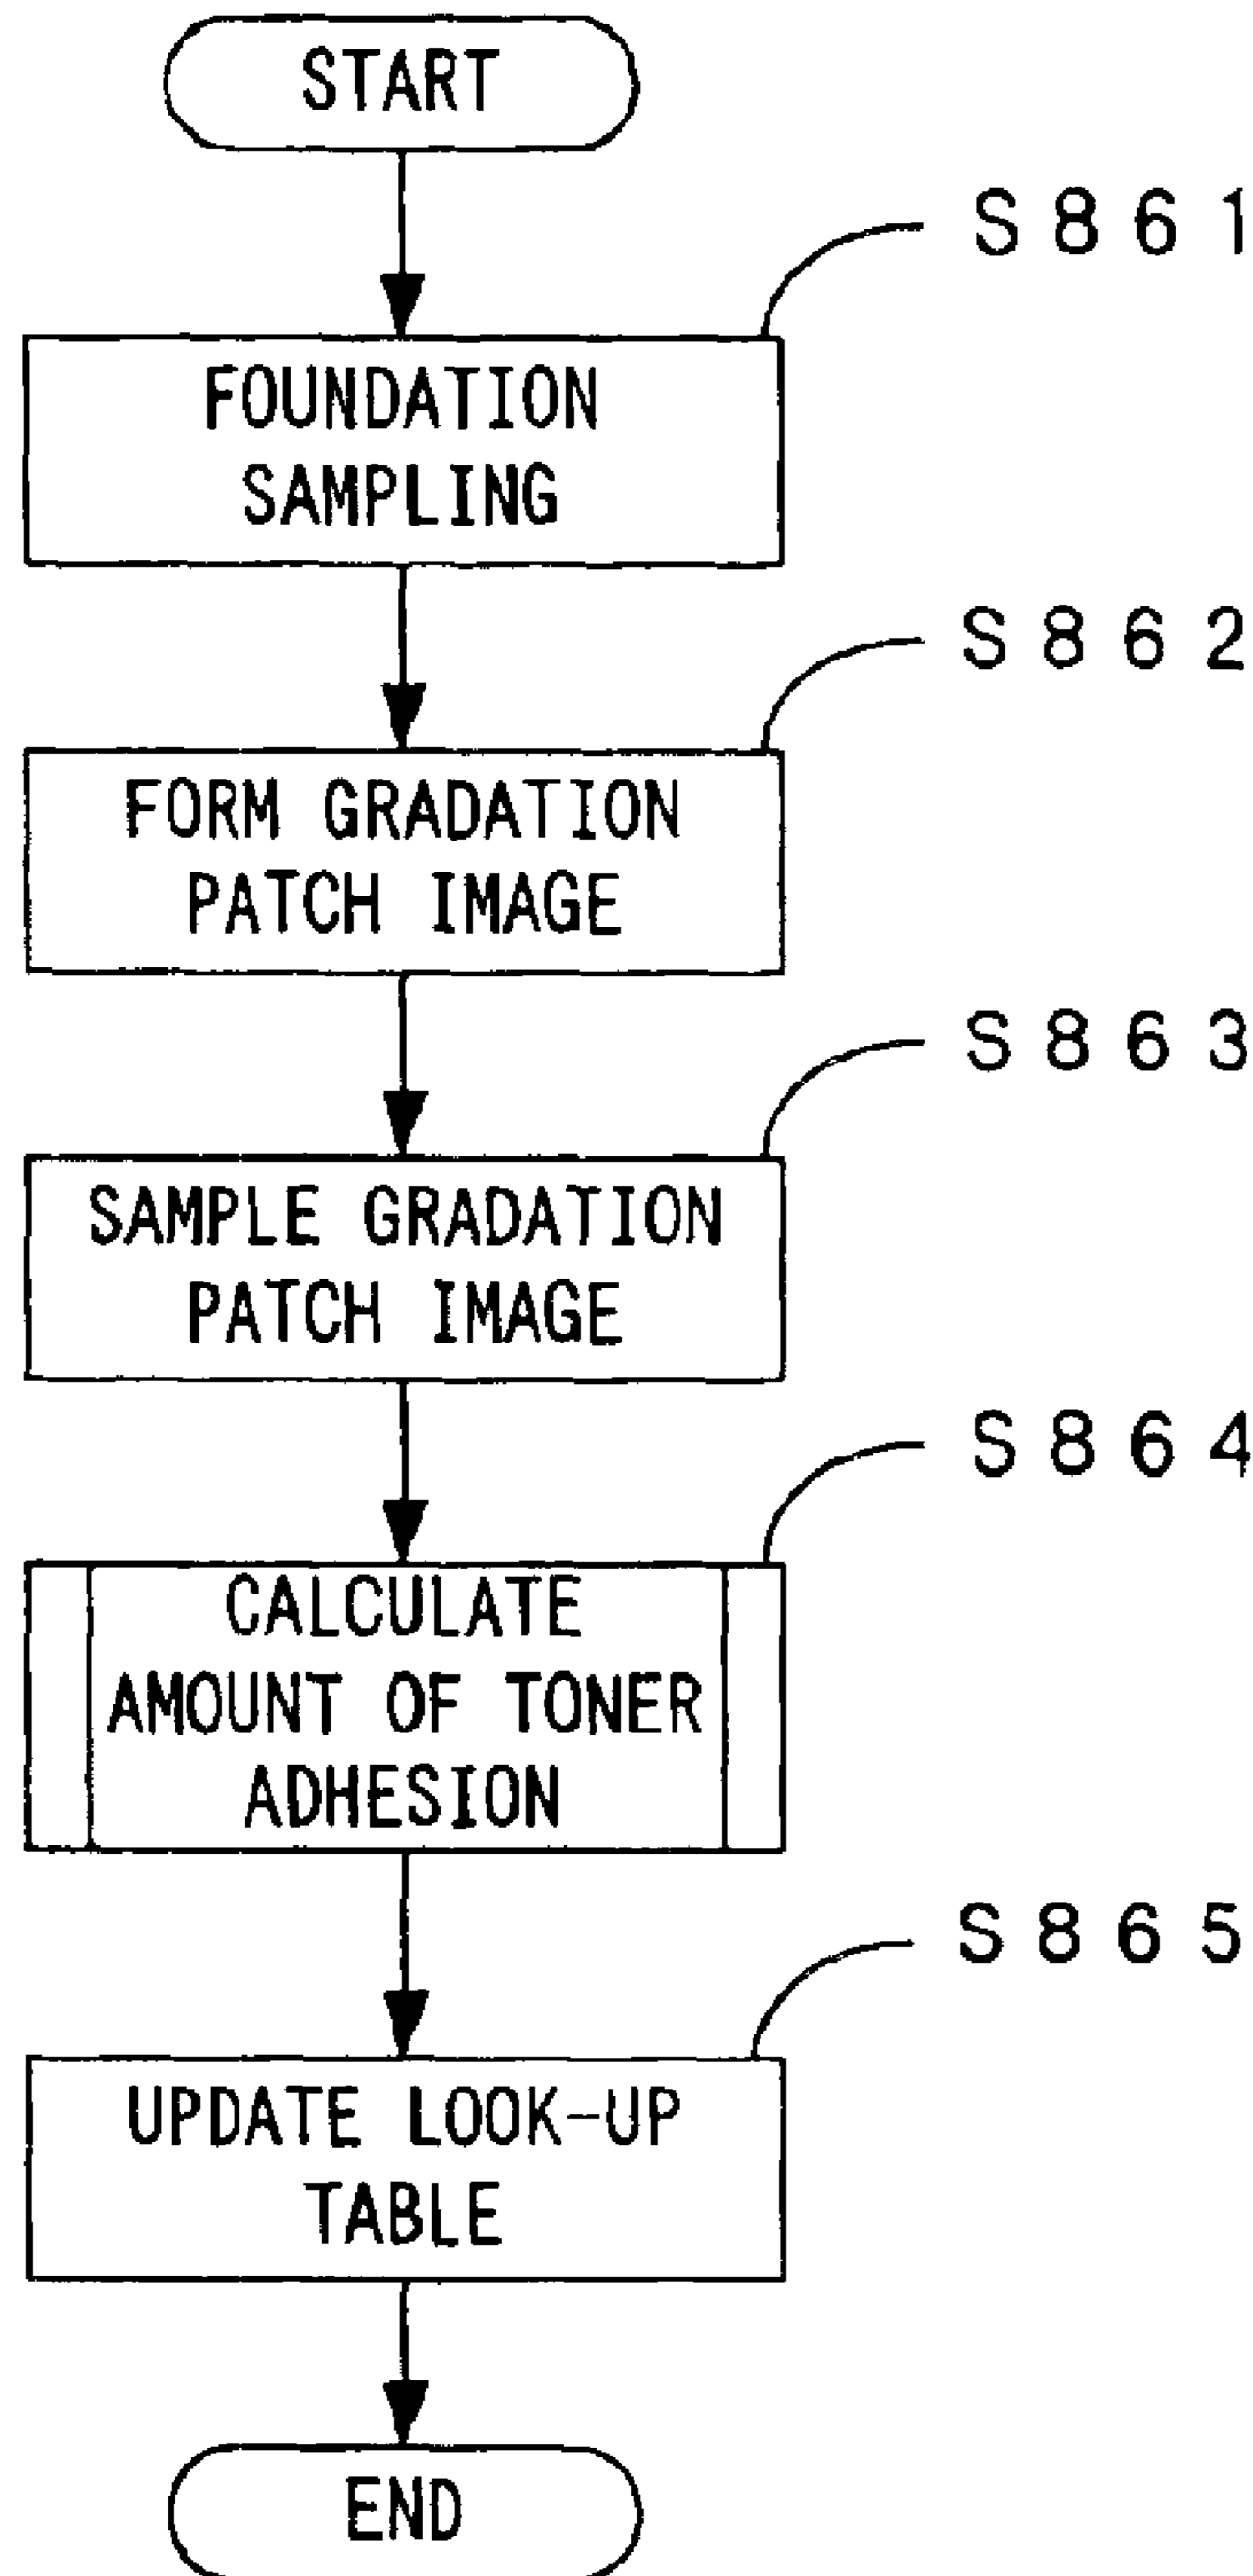 START
S861
FOUNDATION
SAMPLING
S862
FORM GRADATION
PATCH IMAGE
S863
SAMPLE GRADATION
PATCH IMAGE
S864
CALCULATE
AMOUNT OF TONER
ADHESION
S865
UPDATE LOOK-UP
TABLE
END